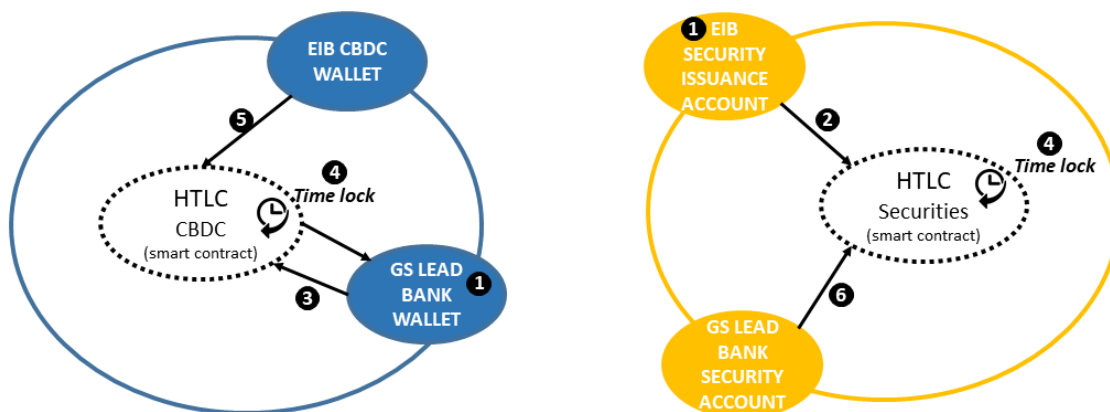 EIB CBDC
WALLET
5
4
Time lock
HTLC
CBDC
(smart contract)
3
GS LEAD
BANK
WALLET
1
1 EIB
SECURITY
ISSUANCE
ACCOUNT
2
4
Time lock
HTLC
Securities
(smart contract)
6
GS LEAD
BANK
SECURITY
ACCOUNT